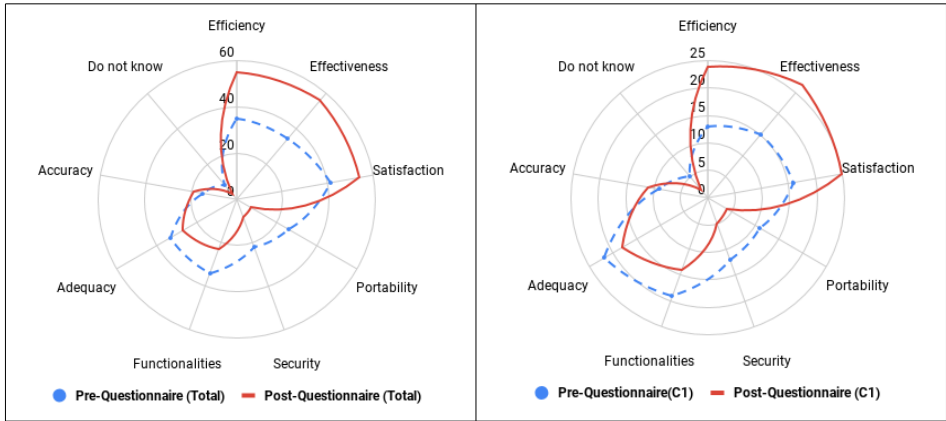 Efficiency
60
Do not know
Effectiveness
40
20
Accuracy
Satisfaction
0
Adequacy
Portability
Functionalities
Security
Pre-Questionnaire (Total)
Post-Questionnaire (Total)
Efficiency
25
Do not know
Effectiveness
20
15
10
5
Accuracy
Satisfaction
0
Adequacy
Portability
Functionalities
Security
Pre-Questionnaire(C1)
Post-Questionnaire (C1)